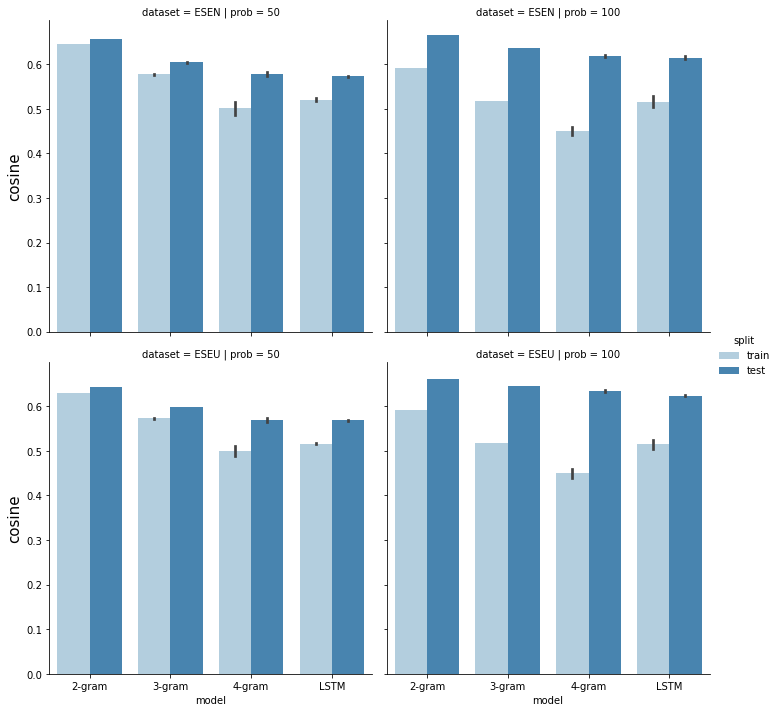 dataset = ESEN | prob = 50
dataset = ESEN | prob = 100
cosine
0.6
0.5
0.4
0.3
0.2
0.1
0.0
split
train
test
dataset = ESEU | prob = 50
dataset = ESEU | prob = 100
cosine
0.6
0.5
0.4
0.3
0.2
0.1
0.0
2-gram 3-gram 4-gram LSTM
2-gram 3-gram 4-gram LSTM
model
model